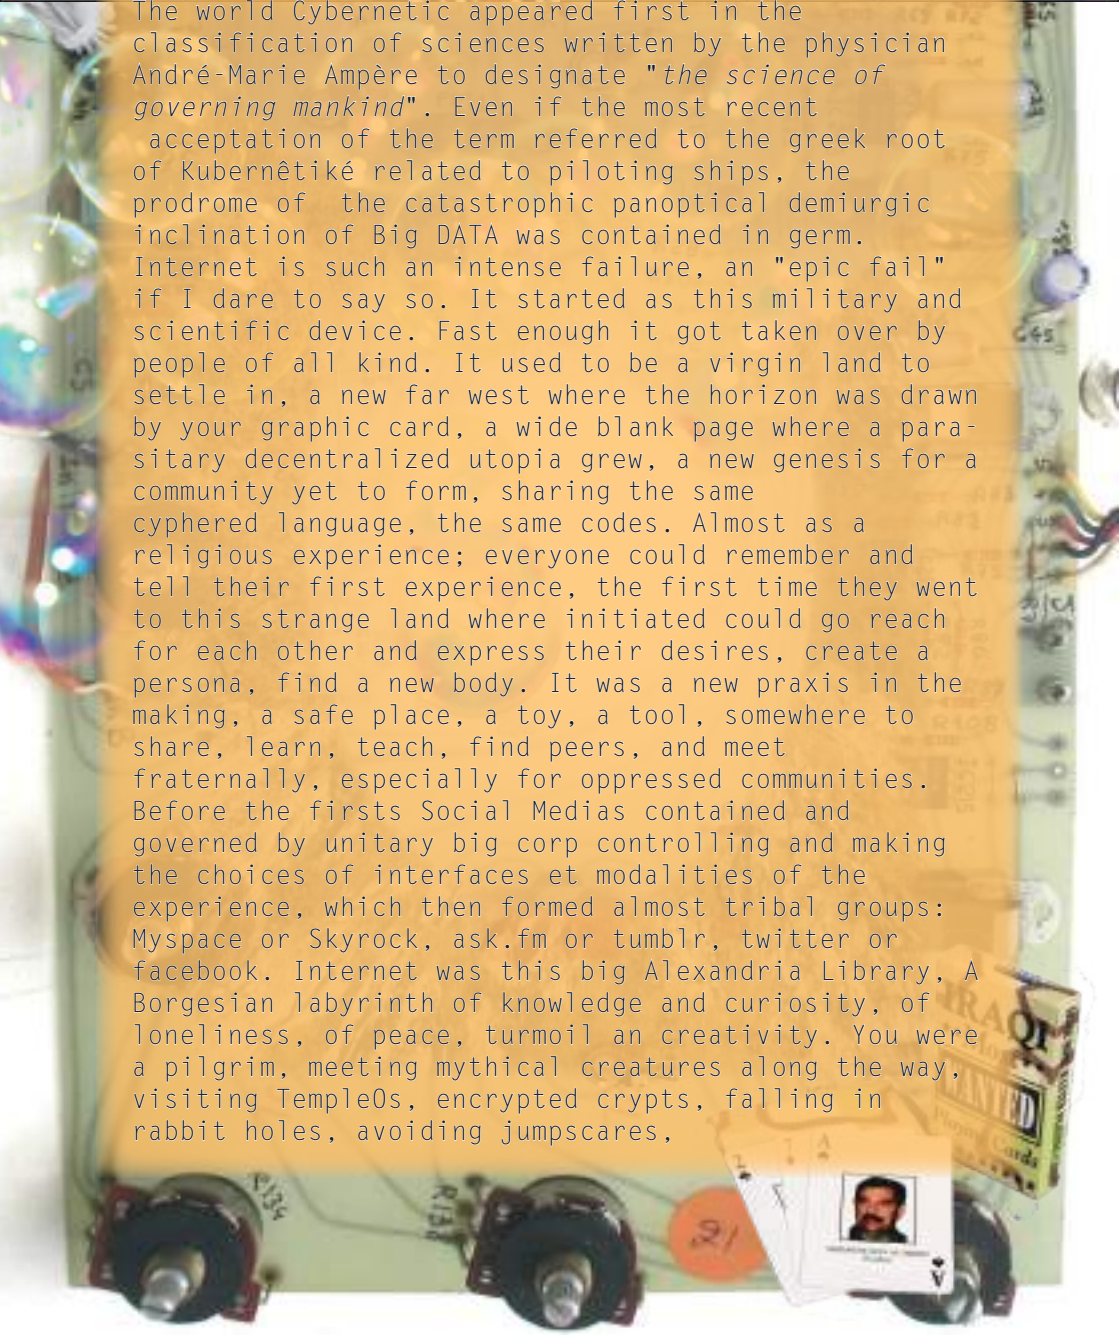 The world Cybernetic appeared first in the
classification of sciences written by the physician
André-Marie Ampère to designate "the science of
governing mankind". Even if the most recent
acceptation of the term referred to the greek root
of Kubernêtiké related to piloting ships, the
prodrome of  the catastrophic panoptical demiurgic
inclination of Big DATA was contained in germ.
Internet is such an intense failure, an "epic fail"
if I dare to say so. It started as this military and
scientific device. Fast enough it got taken over by
people of all kind. It used to be a virgin land to
settle in, a new far west where the horizon was drawn
by your graphic card, a wide blank page where a para-
sitary decentralized utopia grew, a new genesis for a
community yet to form, sharing the same
cyphered language, the same codes. Almost as a
religious experience; everyone could remember and
tell their first experience, the first time they went
to this strange land where initiated could go reach
for each other and express their desires, create a
persona, find a new body. It was a new praxis in the
making, a safe place, a toy, a tool, somewhere to
share, learn, teach, find peers, and meet
fraternally, especially for oppressed communities.
Before the firsts Social Medias contained and
governed by unitary big corp controlling and making
the choices of interfaces et modalities of the
experience, which then formed almost tribal groups:
Myspace or Skyrock, ask.fm or tumblr, twitter or
facebook. Internet was this big Alexandria Library, A
Borgesian labyrinth of knowledge and curiosity, of
loneliness, of peace, turmoil an creativity. You were
a pilgrim, meeting mythical creatures along the way,
visiting TempleOs, encrypted crypts, falling in
rabbit holes, avoiding jumpscares,
C45
R108
IRAQI
WANTED
Cards
R134
21
A
A